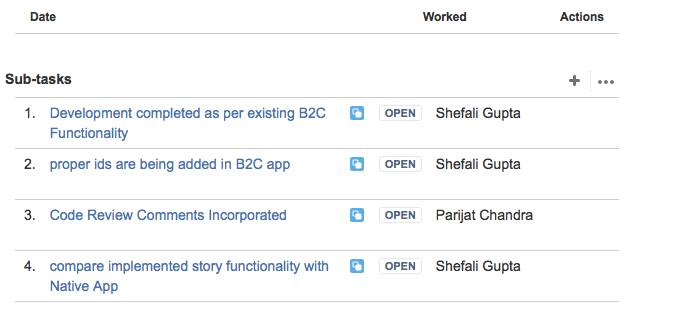 Date Worked Actions
Sub-tasks
1. Development completed as per existing B2C OPEN Shefali Gupta
Functionality
2. proper ids are being added in B2C app OPEN Shefali Gupta
3. Code Review Comments Incorporated OPEN Parijat Chandra
4. compare implemented story functionality with OPEN Shefali Gupta
Native App